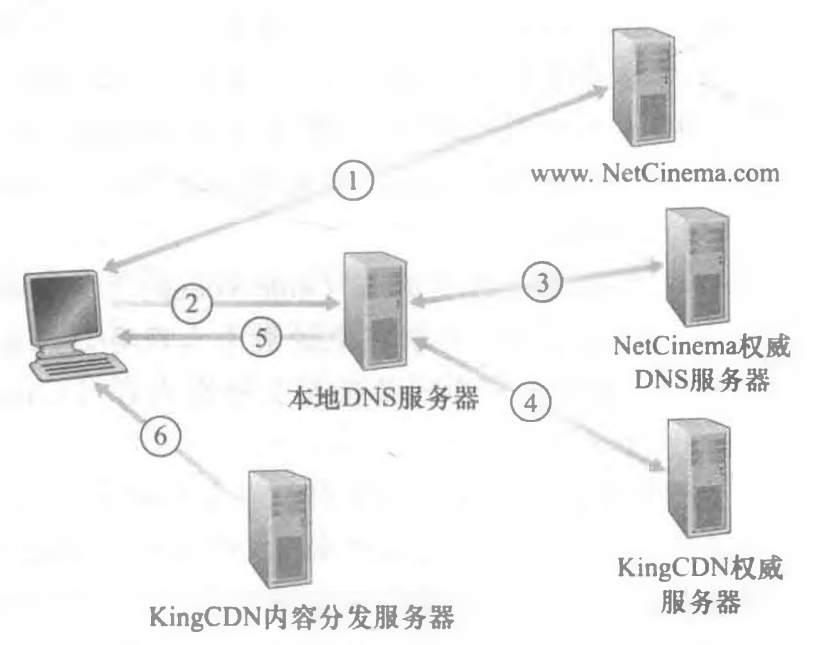 www. NetCinema.com
①
②
③
NetCinema权威
DNS服务器
⑤
本地DNS服务器
④
⑥
KingCDN权威
服务器
KingCDN内容分发服务器